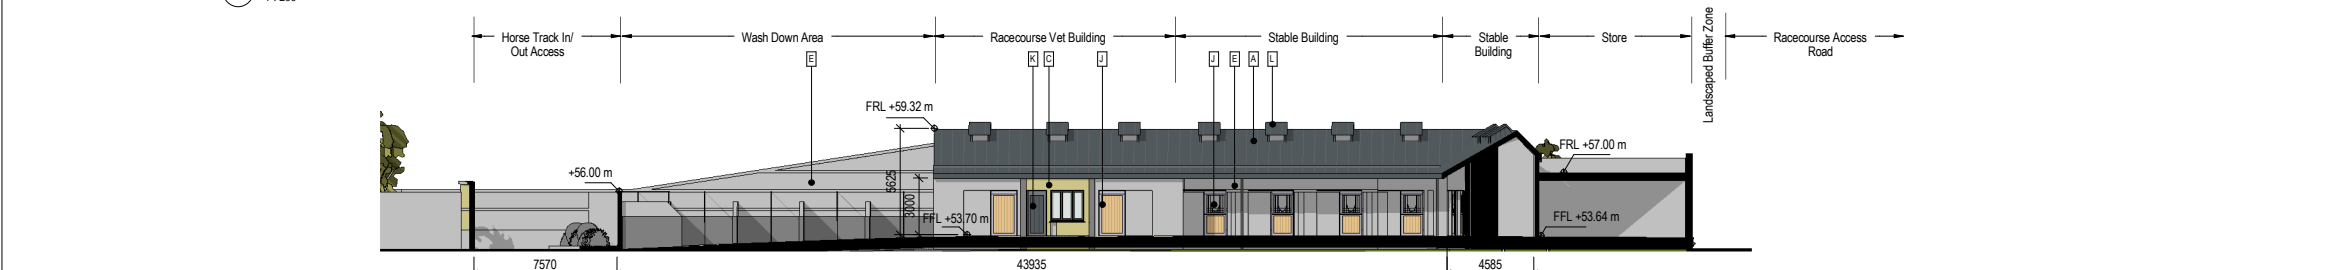 Horse Track In/
Out Access
Wash Down Area
Racecourse Vet Building
Stable Building
Stable
Building
Store
Landscaped Buffer Zone
Racecourse Access
Road
E
K
C
J
J
E
A
L
FRL +59.32 m
FRL +57.00 m
+56.00 m
5625
3000
FFL +53.70 m
FFL +53.64 m
7570
43935
4585